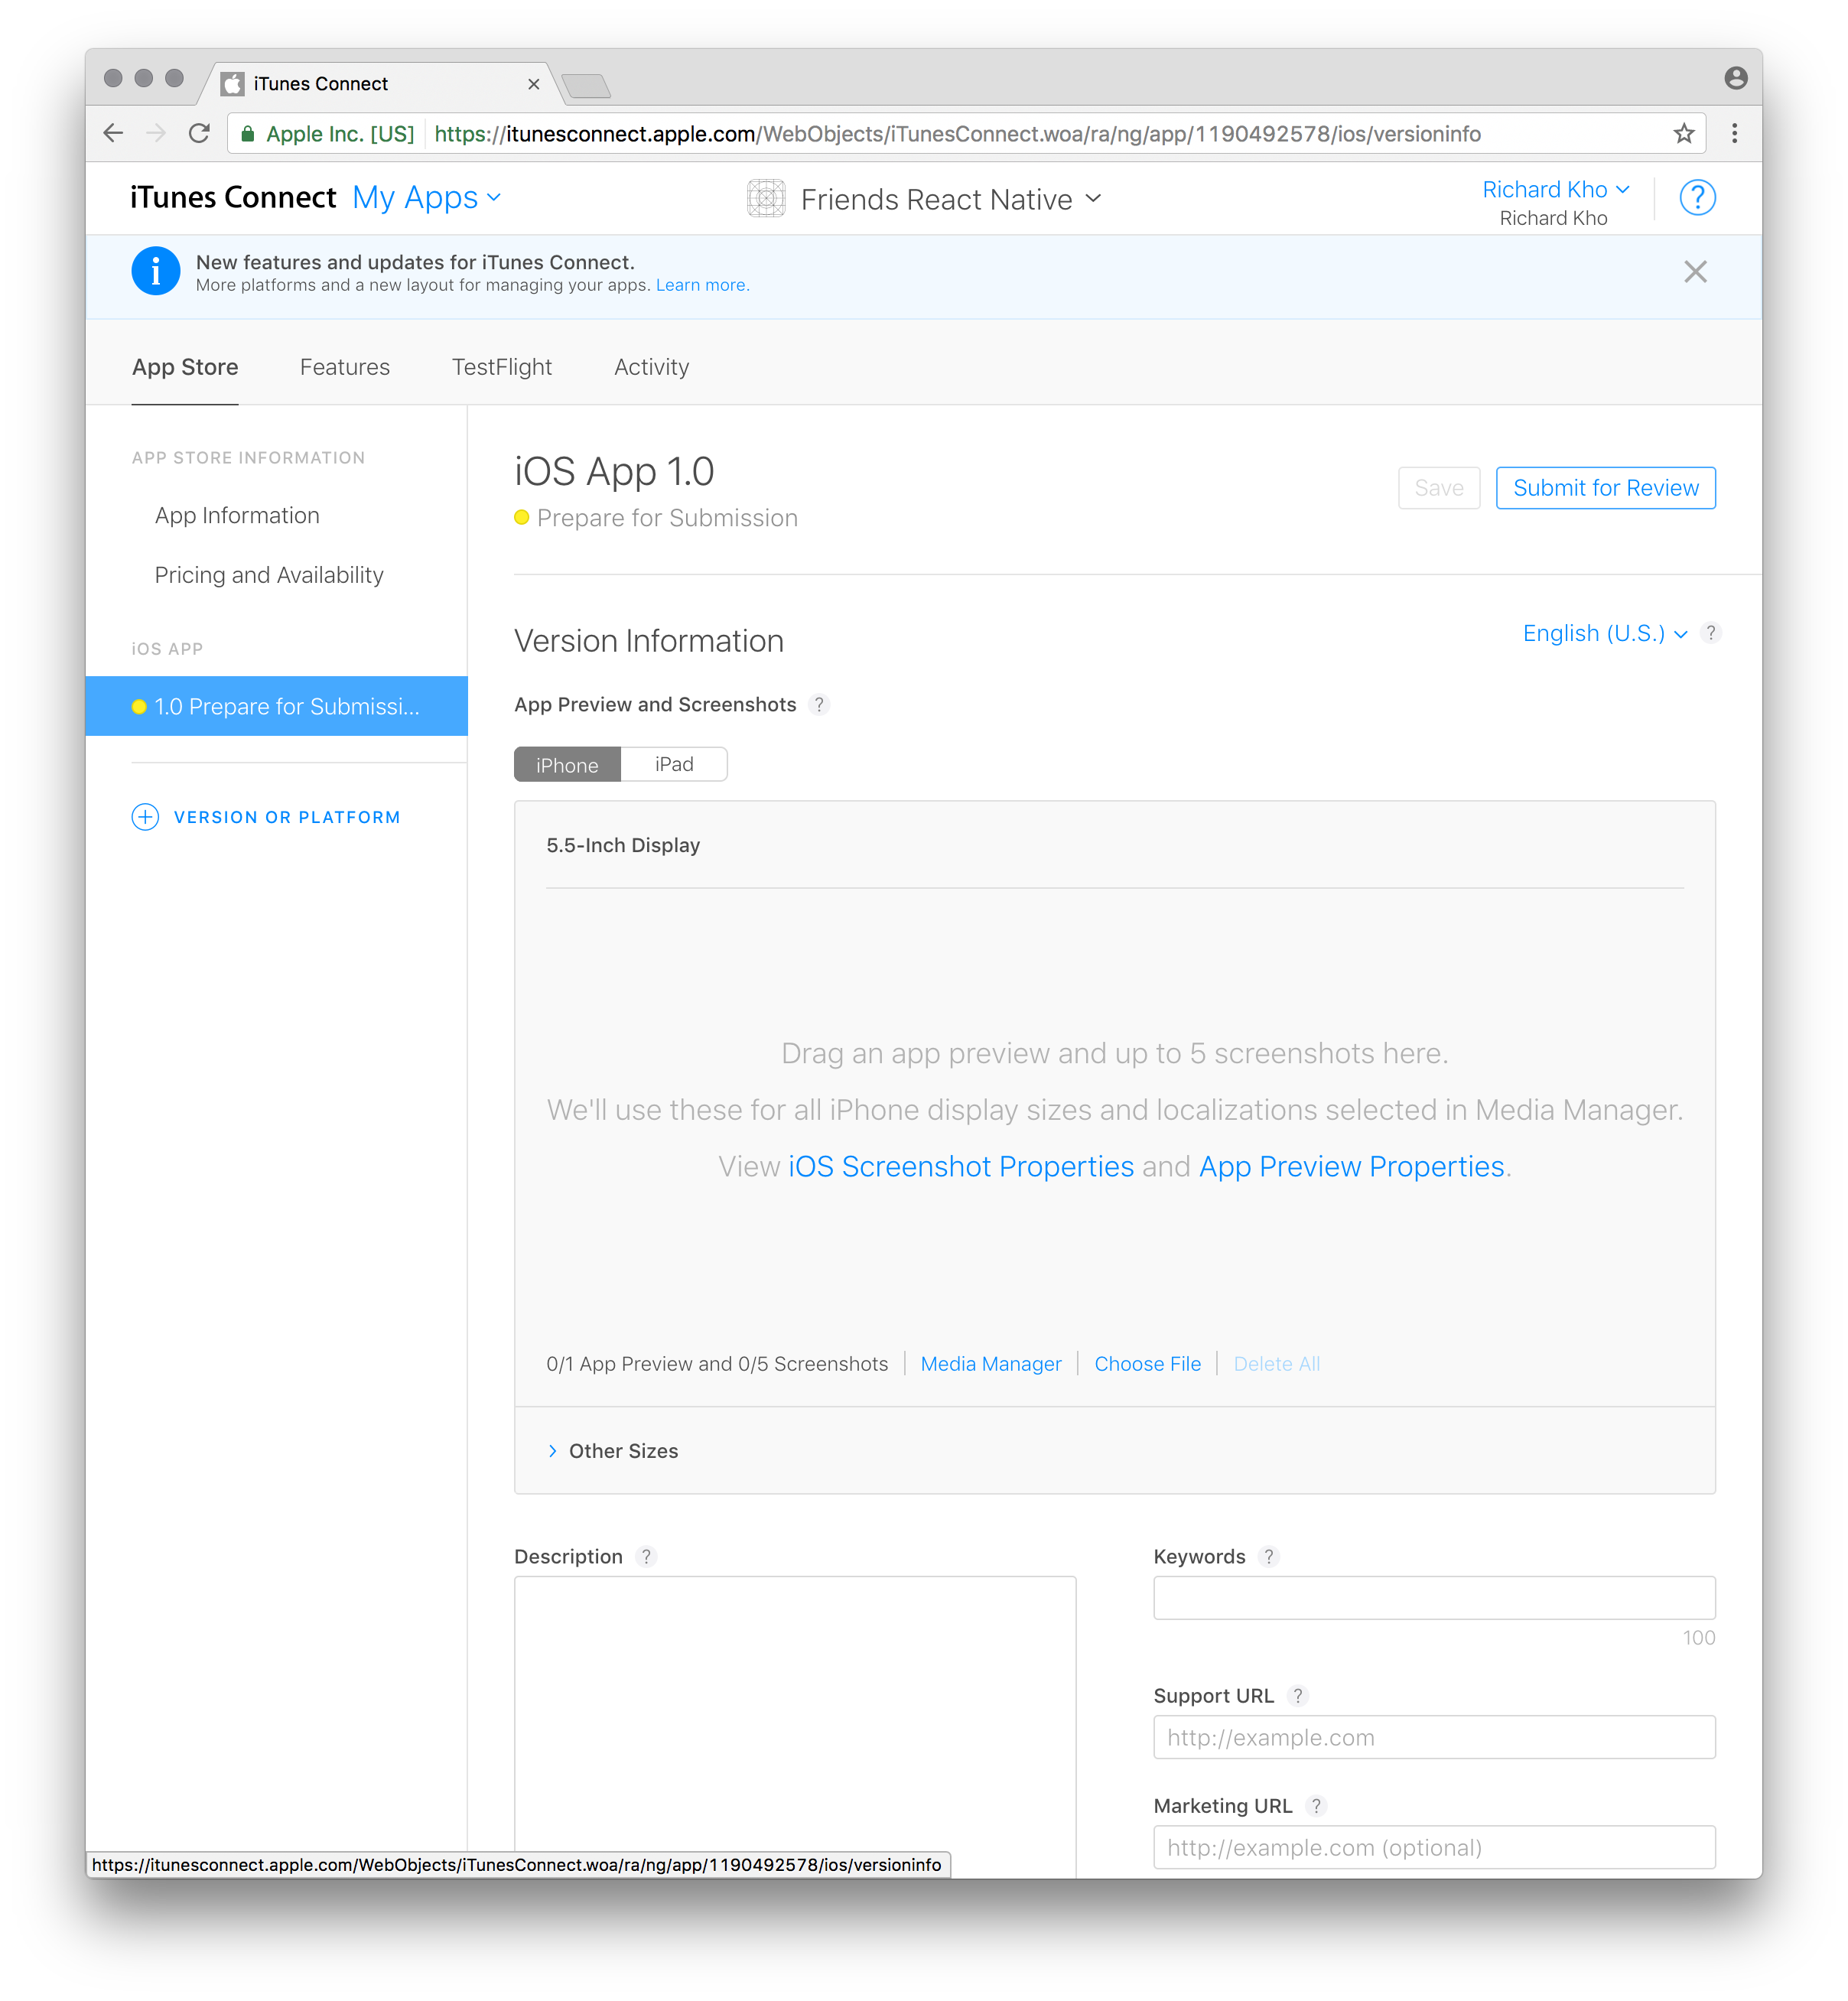 iTunes Connect
Apple Inc. [US] https://itunesconnect.apple.com/WebObjects/iTunesConnect.woa/ra/ng/app/1190492578/ios/versioninfo
iTunes Connect My Apps
Friends React Native
Richard Kho
Richard Kho
?
New features and updates for iTunes Connect.
More platforms and a new layout for managing your apps. Learn more.
App Store Features TestFlight Activity
APP STORE INFORMATION
App Information
Pricing and Availability
iOS APP
1.0 Prepare for Submissi...
VERSION OR PLATFORM
iOS App 1.0
Prepare for Submission
Save Submit for Review
Version Information
English (U.S.) ?
App Preview and Screenshots ?
iPhone iPad
5.5-Inch Display
Drag an app preview and up to 5 screenshots here.
We'll use these for all iPhone display sizes and localizations selected in Media Manager.
View iOS Screenshot Properties and App Preview Properties.
0/1 App Preview and 0/5 Screenshots Media Manager Choose File Delete All
Other Sizes
Description ?
Keywords ?
100
Support URL ?
http://example.com
Marketing URL ?
http://example.com (optional)
https://itunesconnect.apple.com/WebObjects/iTunesConnect.woa/ra/ng/app/1190492578/ios/versioninfo